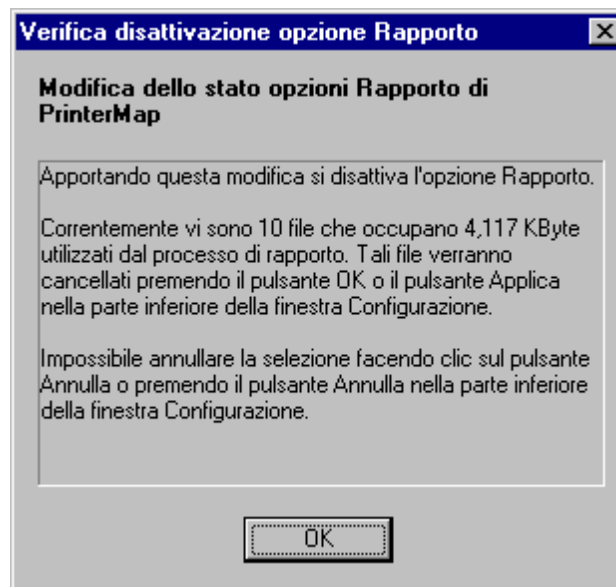 Verifica disattivazione opzione Rapporto
Modifica dello stato opzioni Rapporto di
PrinterMap
Apportando questa modifica si disattiva l'opzione Rapporto.
Correntemente vi sono 10 file che occupano 4,117 KByte
utilizzati dal processo di rapporto. Tali file verranno
cancellati premendo il pulsante OK o il pulsante Applica
nella parte inferiore della finestra Configurazione.
Impossibile annullare la selezione facendo clic sul pulsante
Annulla o premendo il pulsante Annulla nella parte inferiore
della finestra Configurazione.
OK